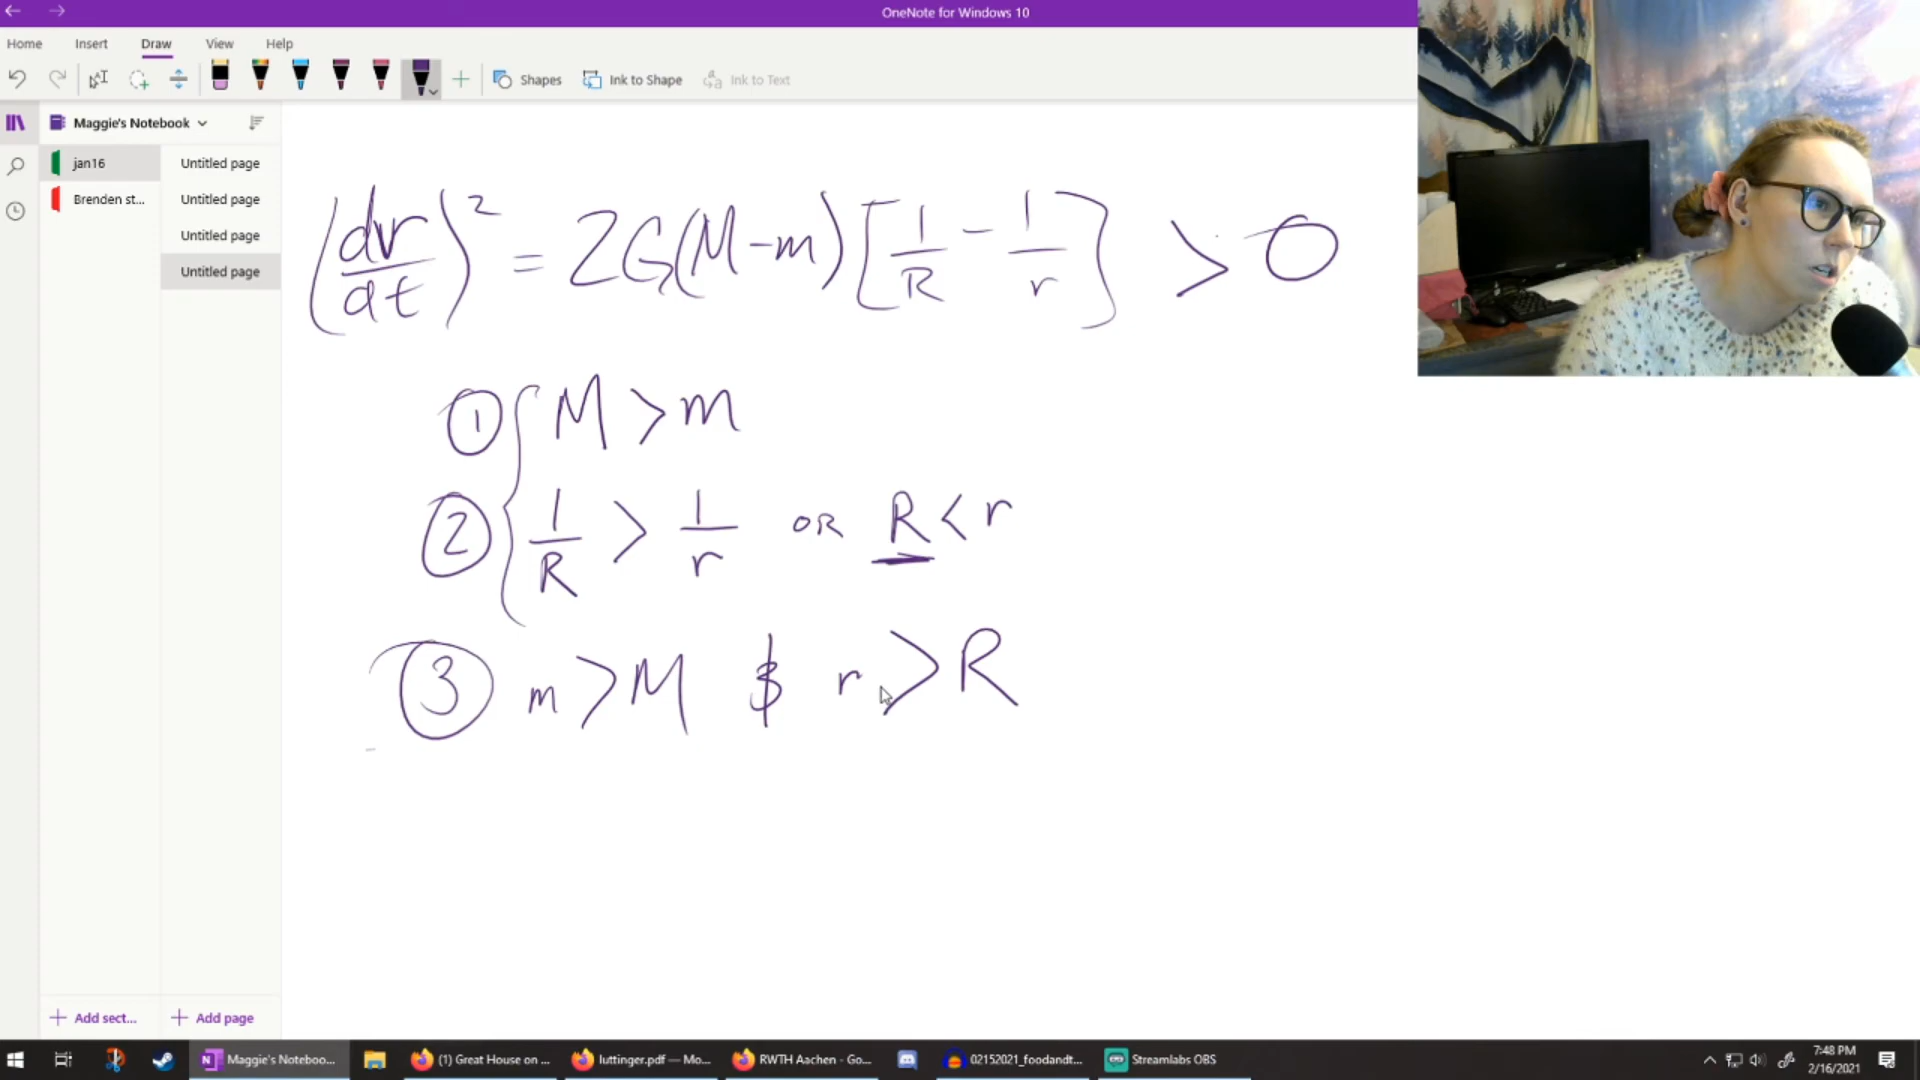 OneNote for Windows 10
Home Insert Draw View Help
Shapes Ink to Shape Ink to Text
Maggie's Notebook
jan16 Untitled page
Brenden st... Untitled page
Untitled page
Untitled page
(dr/dt)² = 2G(M-m)[1/R - 1/r] > 0
① M > m
② 1/R > 1/r OR R < r
③ m > M & r > R
Add sect... Add page
Maggie's Noteboo... (1) Great House on ... luttinger.pdf — Mo... RWTH Aachen - Go... 02152021_foodandt... Streamlabs OBS 7:48 PM
2/16/2021